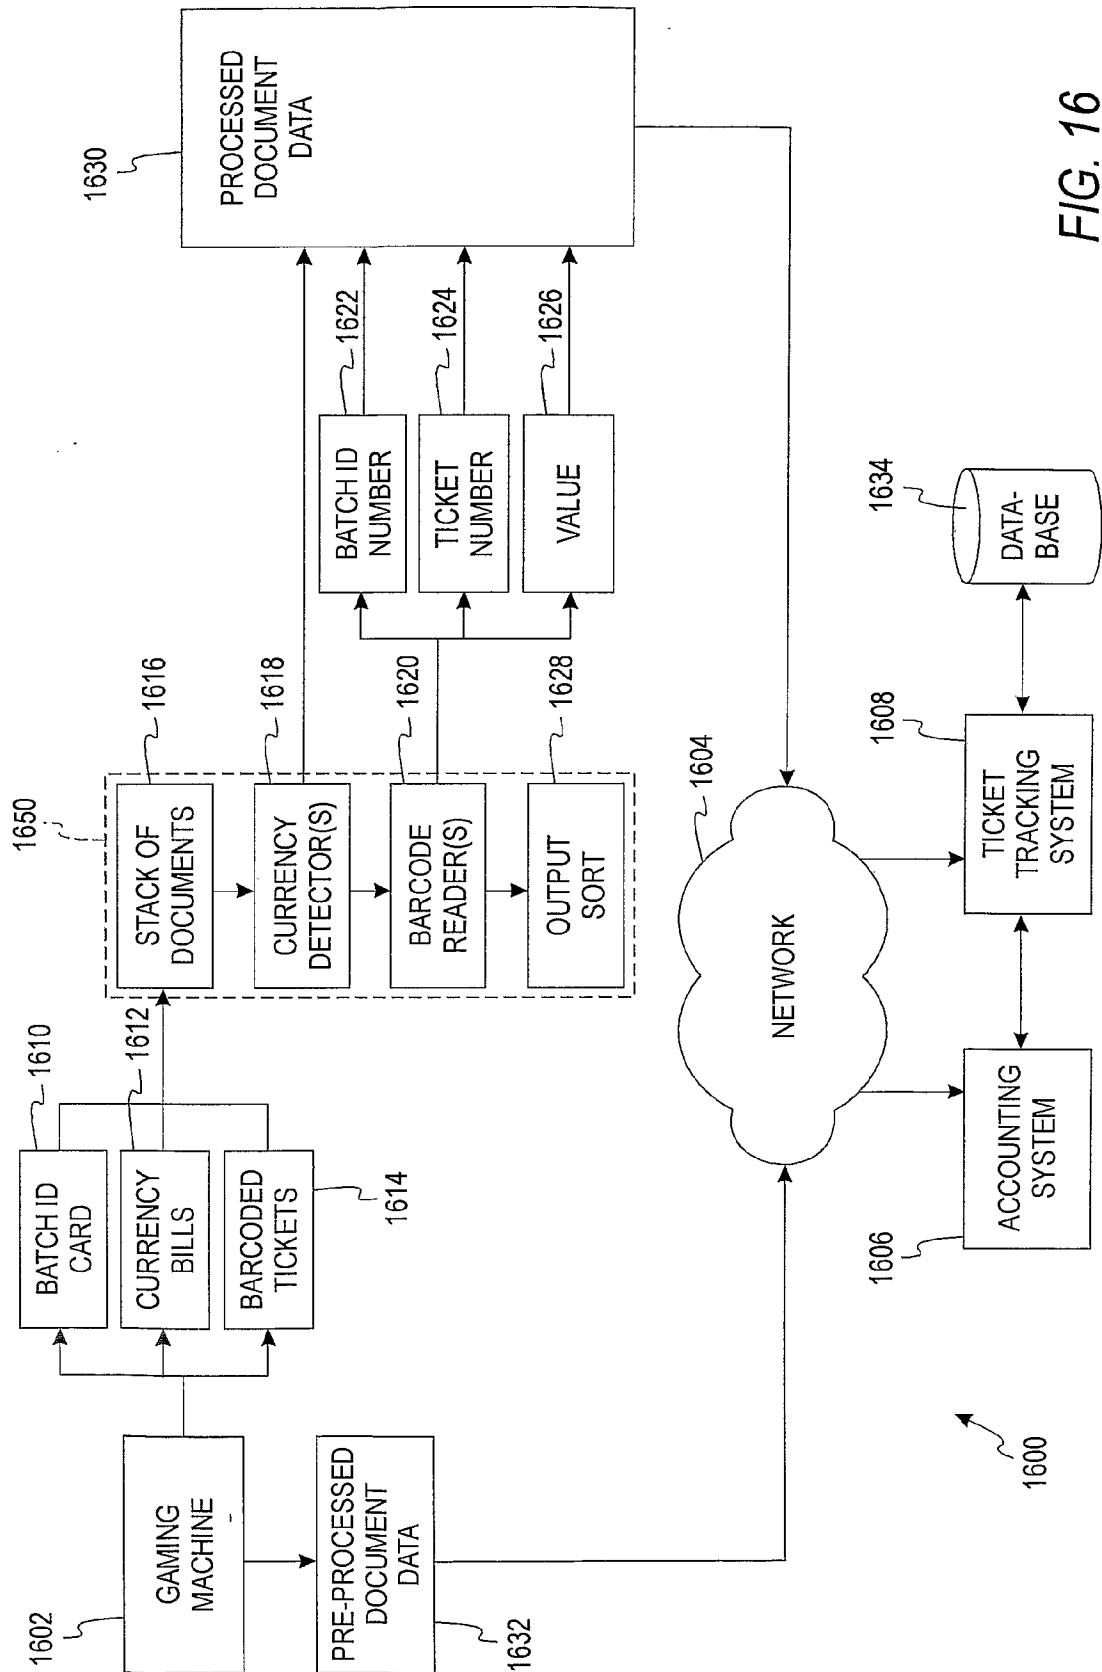 GAMING
MACHINE
1602
PRE-PROCESSED
DOCUMENT
DATA
1632
BATCH ID
CARD
1610
CURRENCY
BILLS
1612
BARCODED
TICKETS
1614
1650
STACK OF
DOCUMENTS
1616
CURRENCY
DETECTOR(S)
1618
BARCODE
READER(S)
1620
OUTPUT
SORT
1628
BATCH ID
NUMBER
1622
TICKET
NUMBER
1624
VALUE
1626
PROCESSED
DOCUMENT
DATA
1630
NETWORK
1604
ACCOUNTING
SYSTEM
1606
TICKET
TRACKING
SYSTEM
1608
DATA-
BASE
1634
1600
FIG. 16